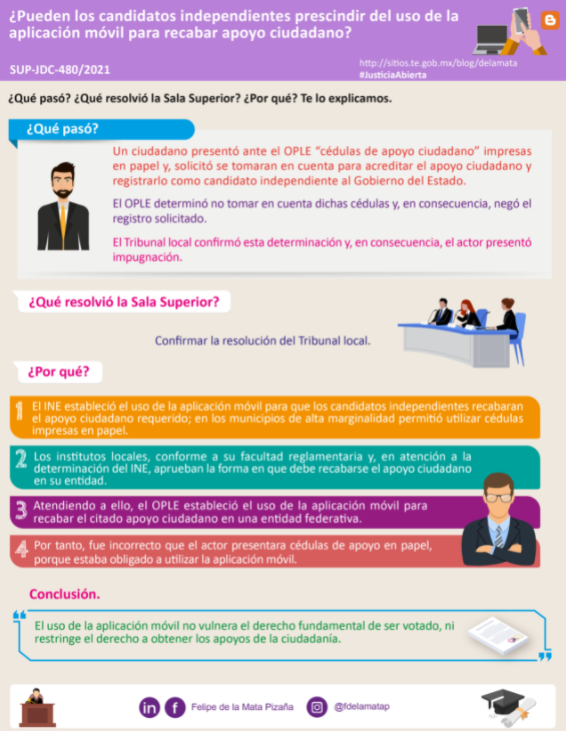 ¿Pueden los candidatos independientes prescindir del uso de la
aplicación móvil para recabar apoyo ciudadano?
SUP-JDC-480/2021
http://sitios.te.gob.mx/blog/delamata
#JusticiaAbierta
¿Qué pasó? ¿Qué resolvió la Sala Superior? ¿Por qué? Te lo explicamos.
¿Qué pasó?
Un ciudadano presentó ante el OPLE “cédulas de apoyo ciudadano” impresas
en papel y, solicitó se tomaran en cuenta para acreditar el apoyo ciudadano y
registrarlo como candidato independiente al Gobierno del Estado.
El OPLE determinó no tomar en cuenta dichas cédulas y, en consecuencia, negó el
registro solicitado.
El Tribunal local confirmó esta determinación y, en consecuencia, el actor presentó
impugnación.
¿Qué resolvió la Sala Superior?
Confirmar la resolución del Tribunal local.
¿Por qué?
1 El INE estableció el uso de la aplicación móvil para que los candidatos independientes recabaran
el apoyo ciudadano requerido; en los municipios de alta marginalidad permitió utilizar cédulas
impresas en papel.
2 Los institutos locales, conforme a su facultad reglamentaria y, en atención a la
determinación del INE, aprueban la forma en que debe recabarse el apoyo ciudadano
en su entidad.
3 Atendiendo a ello, el OPLE estableció el uso de la aplicación móvil para
recabar el citado apoyo ciudadano en una entidad federativa.
4 Por tanto, fue incorrecto que el actor presentara cédulas de apoyo en papel,
porque estaba obligado a utilizar la aplicación móvil.
Conclusión.
El uso de la aplicación móvil no vulnera el derecho fundamental de ser votado, ni
restringe el derecho a obtener los apoyos de la ciudadanía.
in f Felipe de la Mata Pizaña @fdelamatap